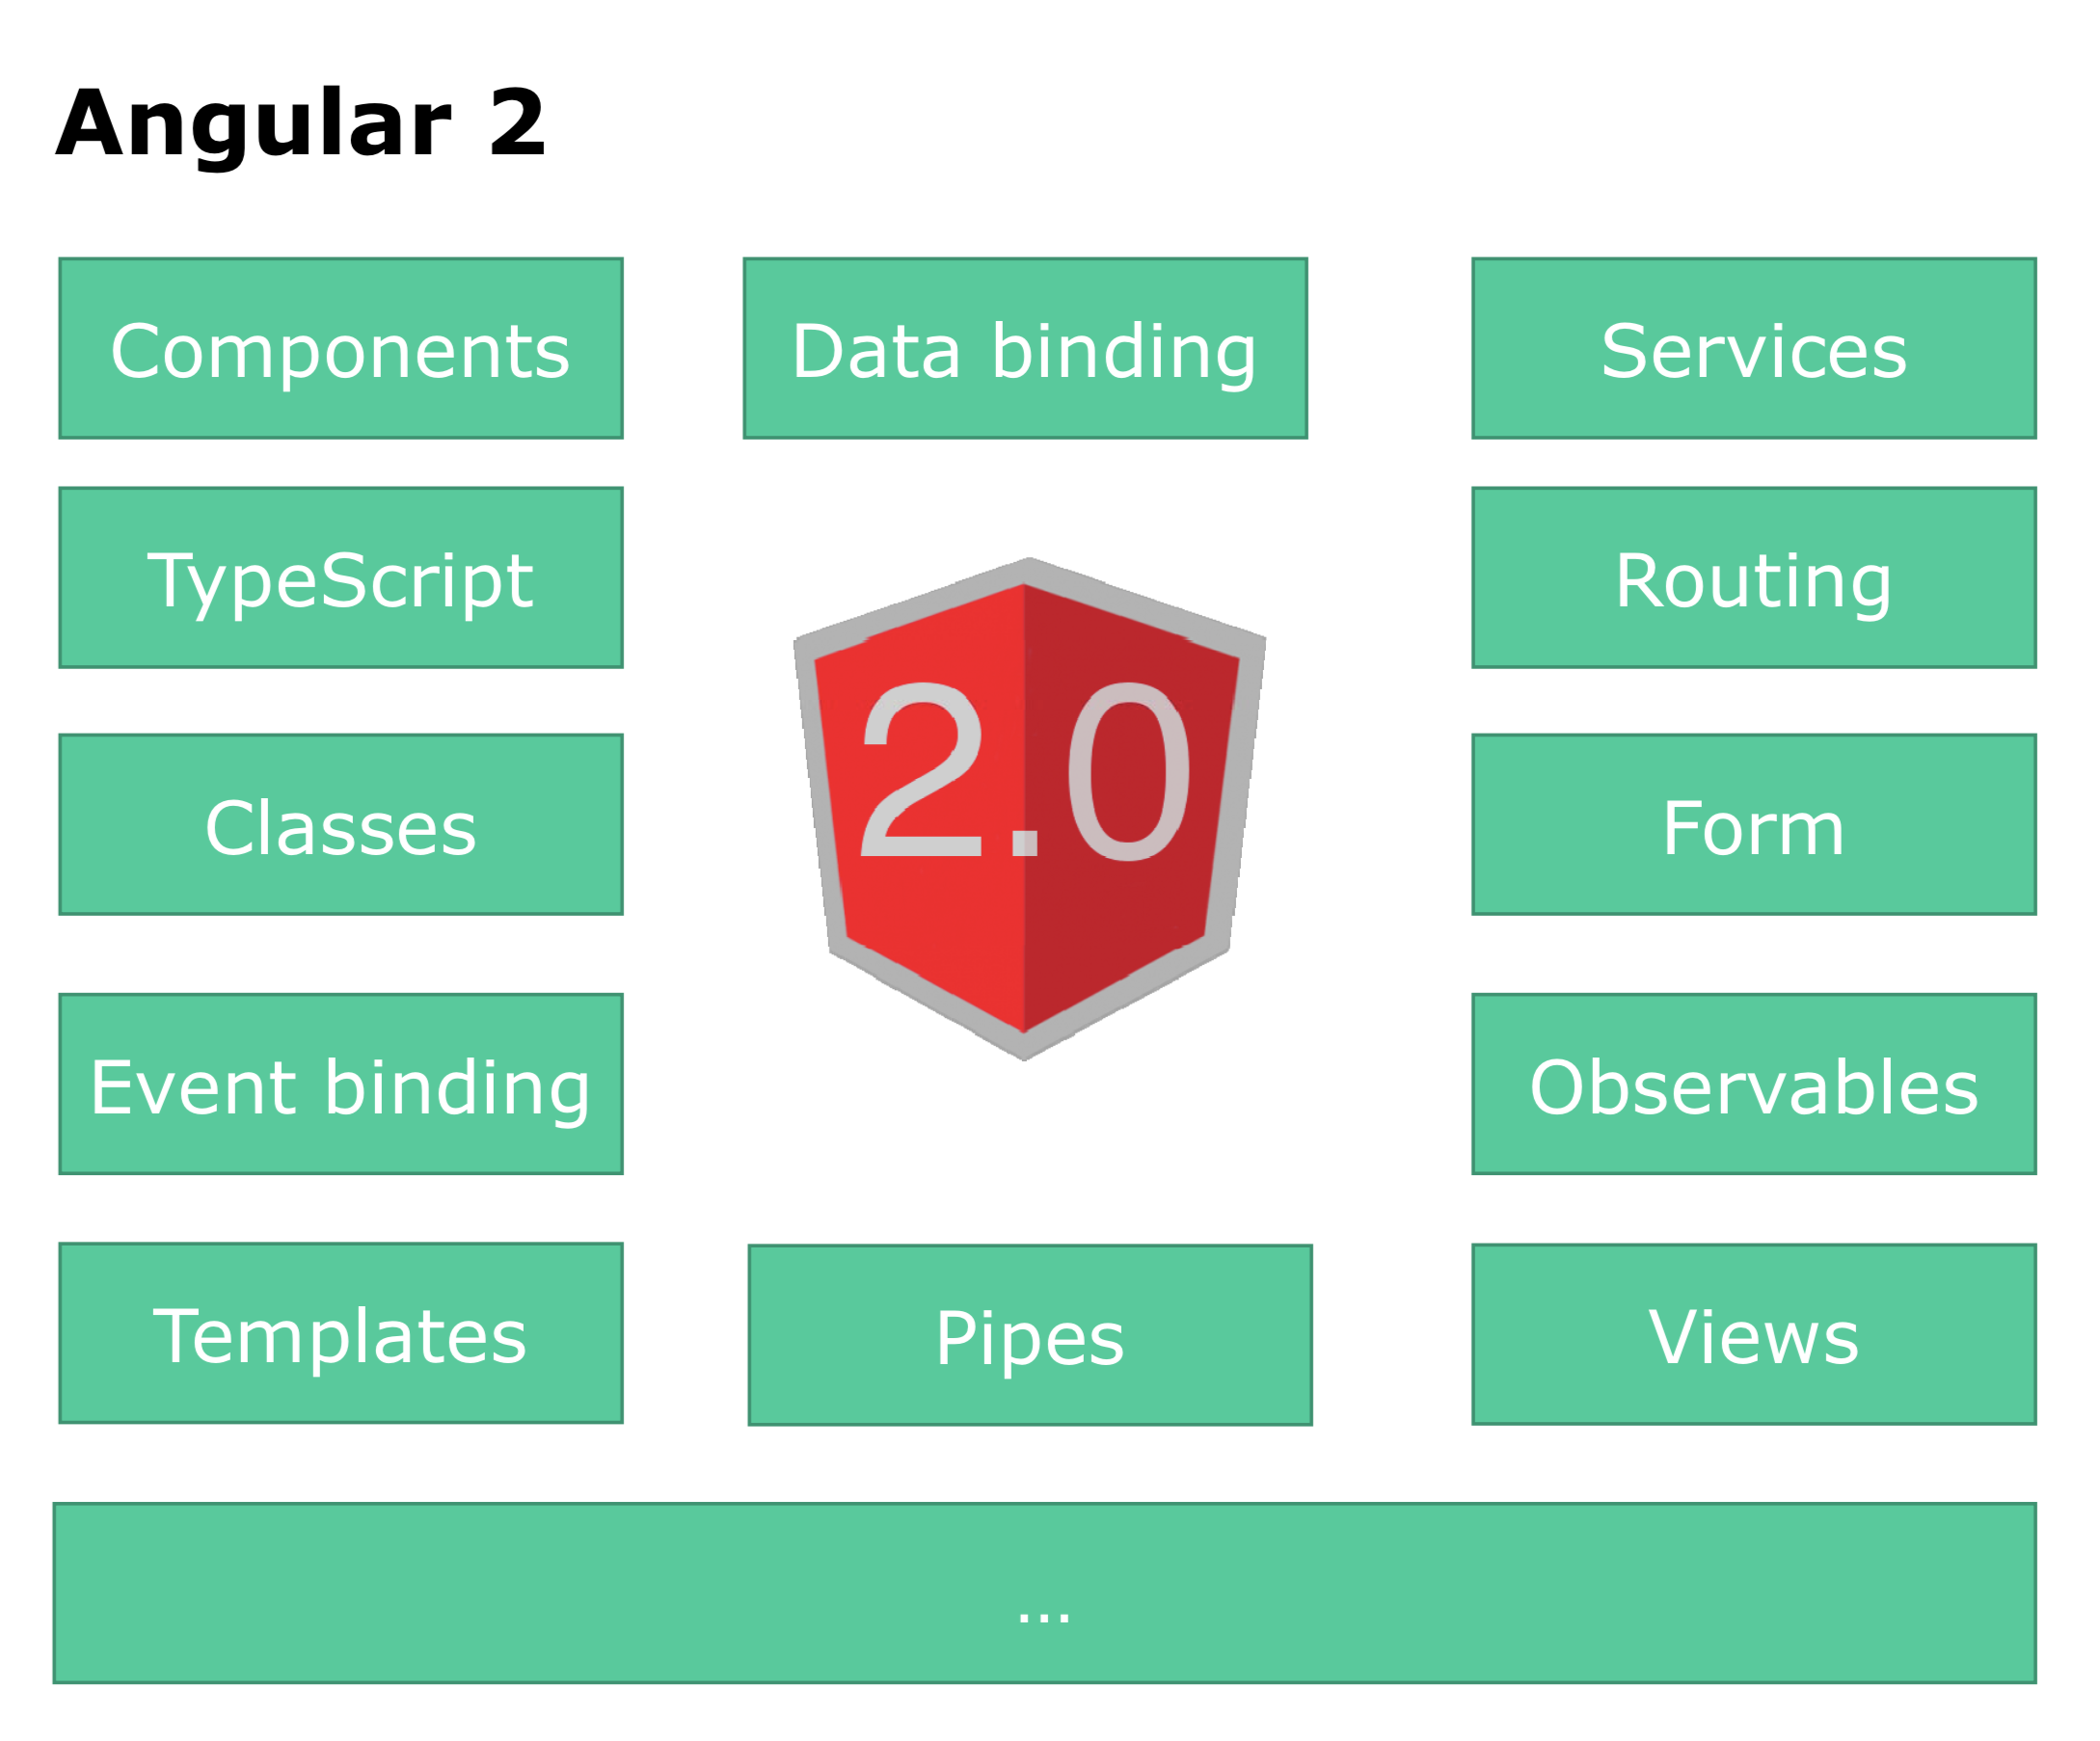 Angular 2
Components
Data binding
Services
TypeScript
Routing
2.0
Classes
Form
Event binding
Observables
Templates
Pipes
Views
...